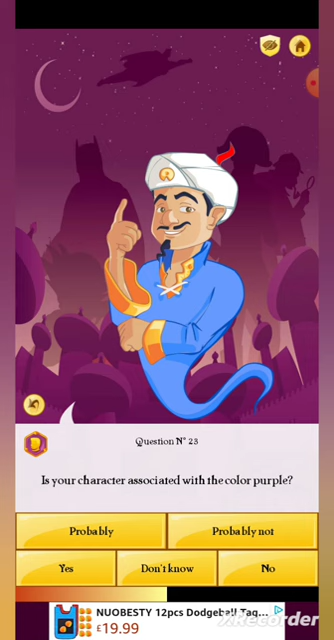 Question N° 23
Is your character associated with the color purple?
Probably
Probably not
Yes
Don't know
No
NUOBESTY 12pcs Dodgeball Tag...
£19.99
XRecorder